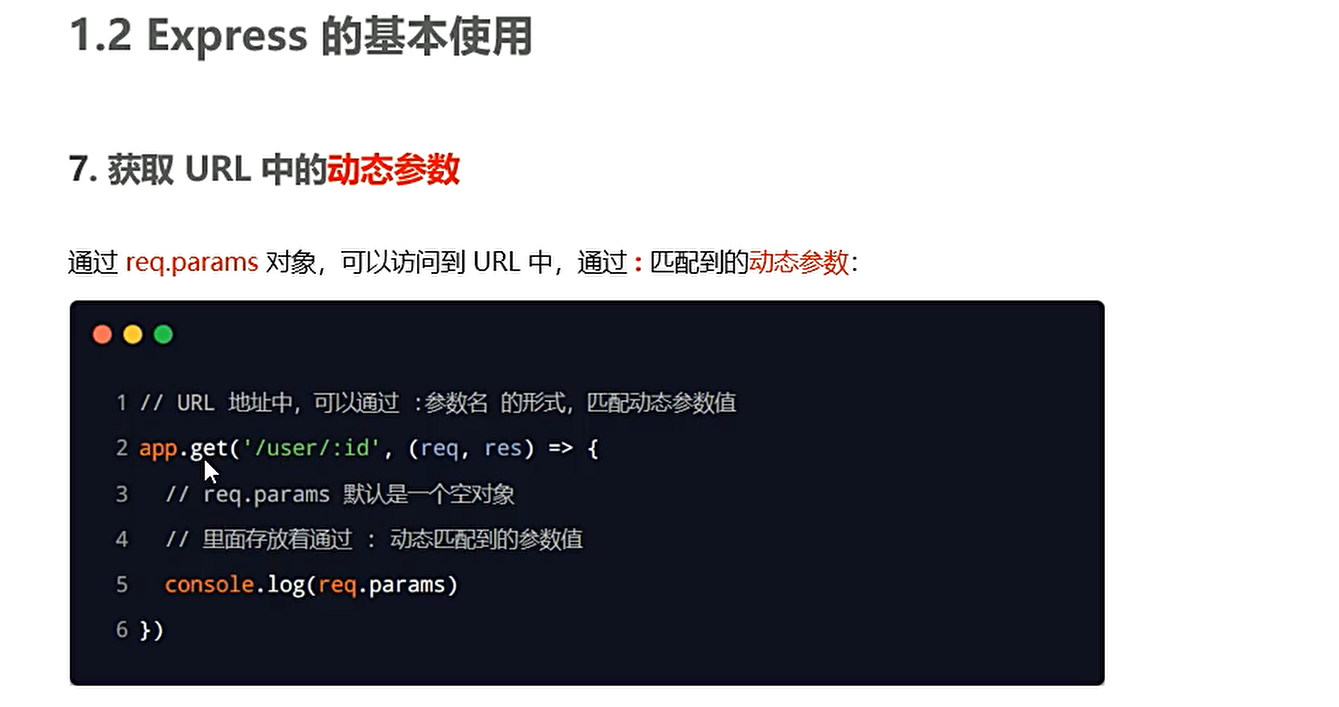 1.2 Express 的基本使用
7. 获取 URL 中的动态参数
通过 req.params 对象，可以访问到 URL 中，通过 : 匹配到的动态参数：
1 // URL 地址中，可以通过 :参数名 的形式，匹配动态参数值
2 app.get('/user/:id', (req, res) => {
3   // req.params 默认是一个空对象
4   // 里面存放着通过 : 动态匹配到的参数值
5   console.log(req.params)
6 })